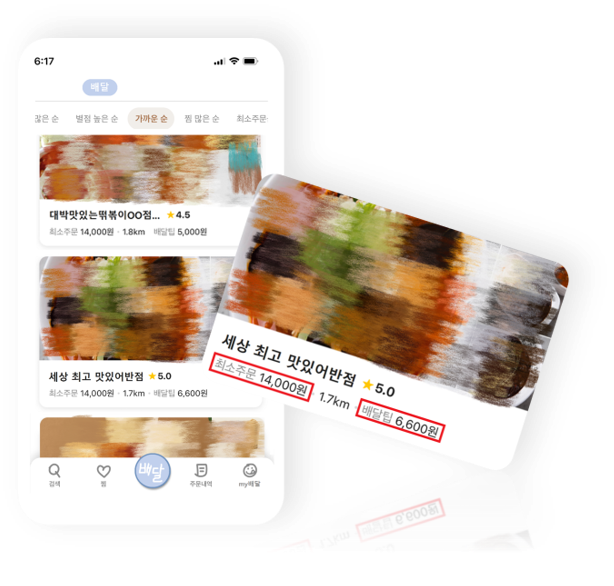 6:17
배달
많은 순 별점 높은 순 가까운 순 찜 많은 순 최소주문
대박맛있는떡볶이OO점... ★4.5
최소주문 14,000원 · 1.8km 배달팁 5,000원
세상 최고 맛있어반점 ★5.0
최소주문 14,000원 · 1.7km · 배달팁 6,600원
검색 찜 배달 주문내역 my배달
세상 최고 맛있어반점 ★5.0
최소주문 14,000원 · 1.7km · 배달팁 6,600원